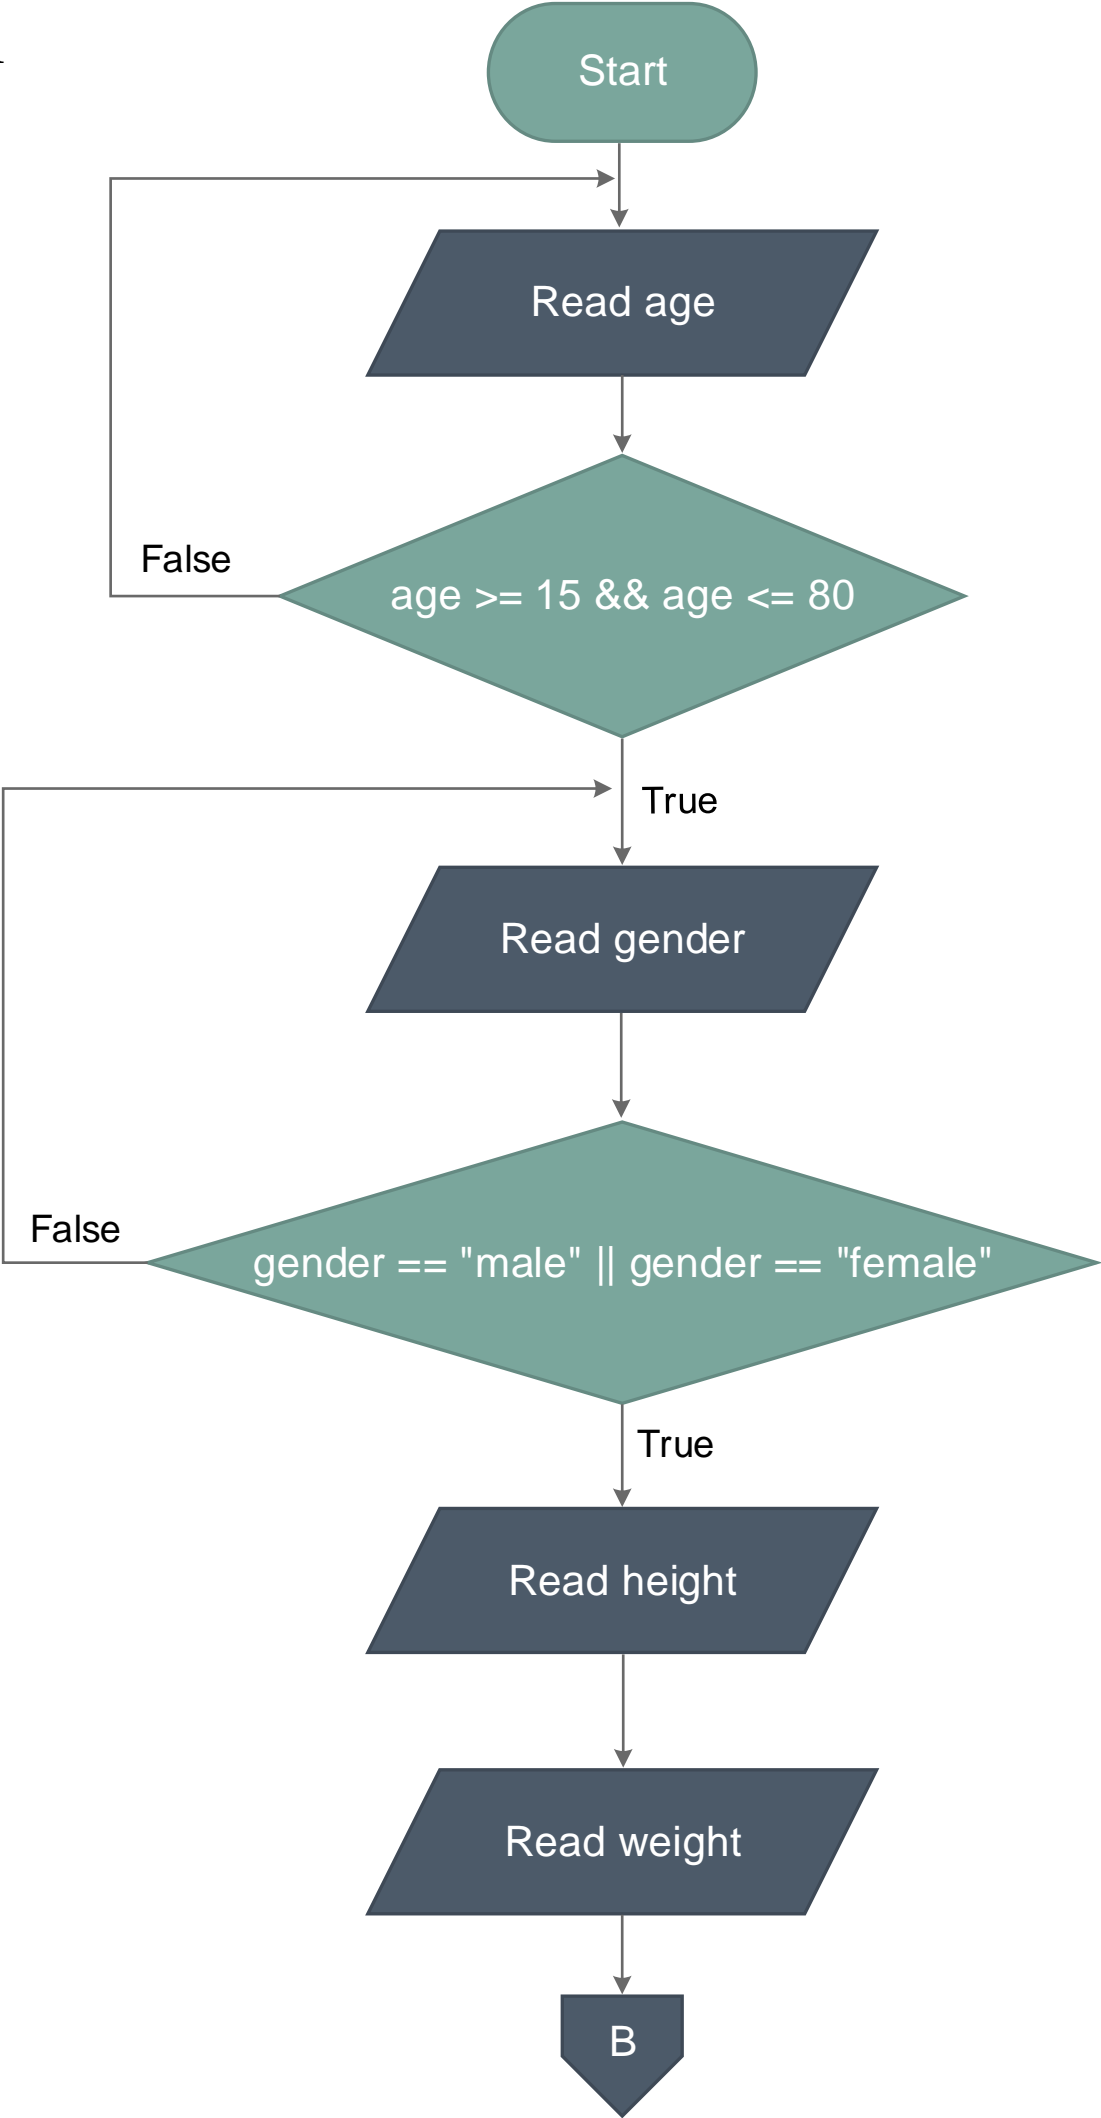 Start
Read age
False
age >= 15 && age <= 80
True
Read gender
False
gender == "male" || gender == "female"
True
Read height
Read weight
B